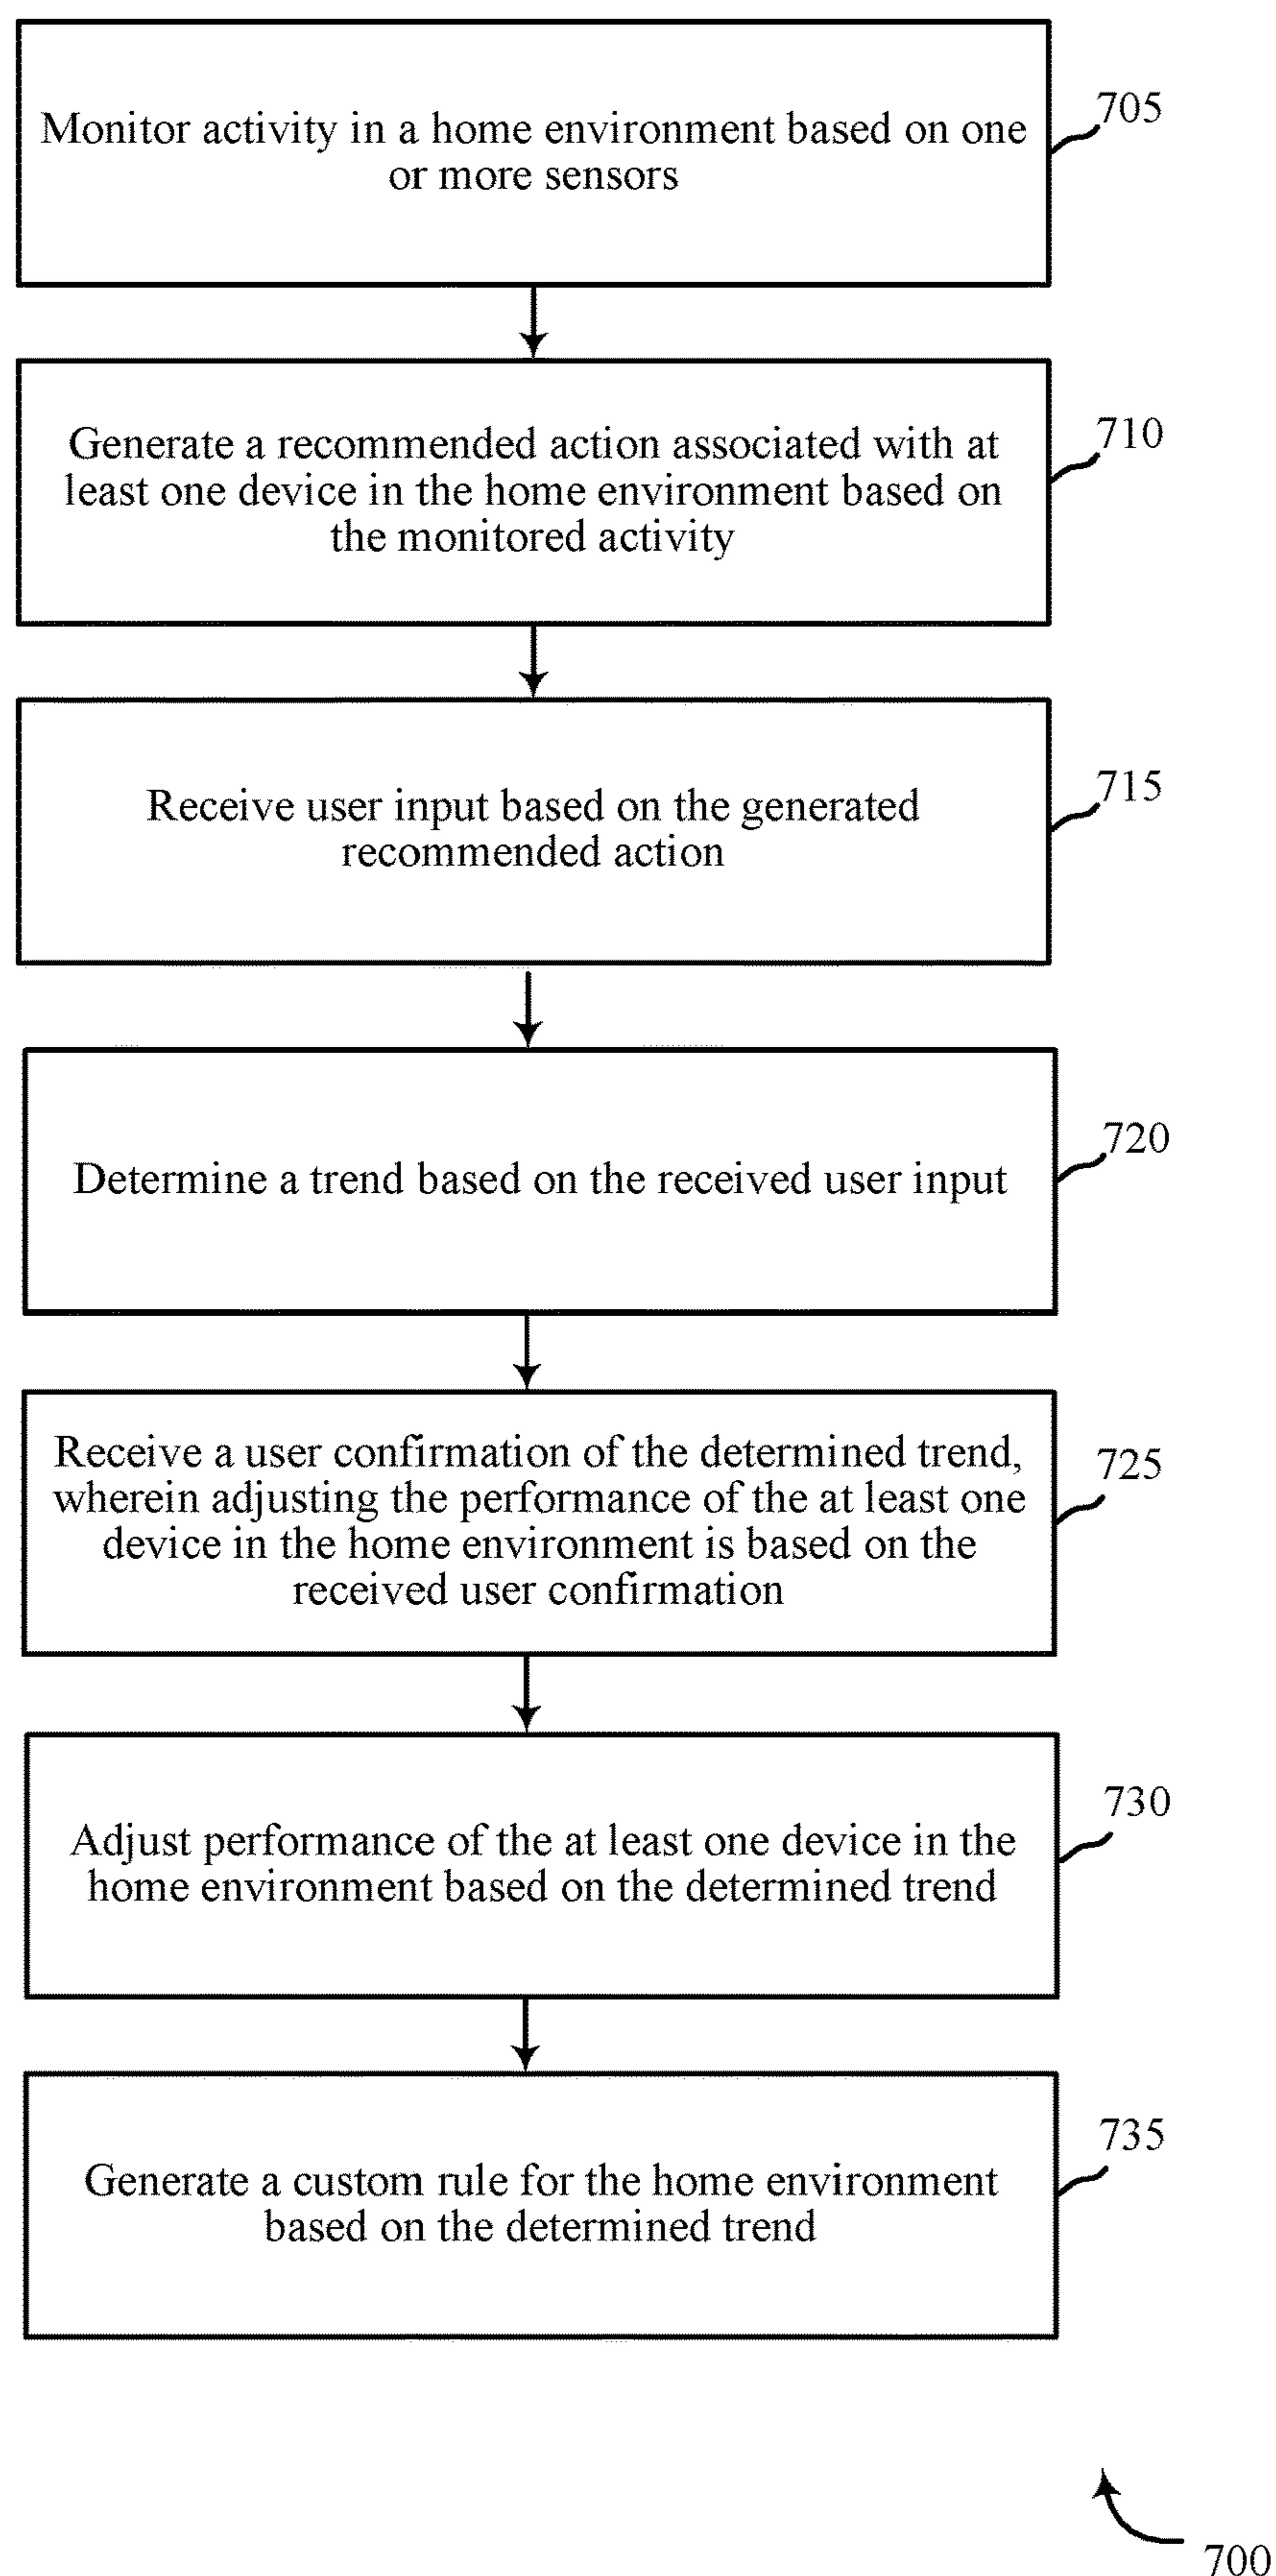 Monitor activity in a home environment based on one
or more sensors
705
Generate a recommended action associated with at
least one device in the home environment based on
the monitored activity
710
Receive user input based on the generated
recommended action
715
Determine a trend based on the received user input
720
Receive a user confirmation of the determined trend,
wherein adjusting the performance of the at least one
device in the home environment is based on the
received user confirmation
725
Adjust performance of the at least one device in the
home environment based on the determined trend
730
Generate a custom rule for the home environment
based on the determined trend
735
700